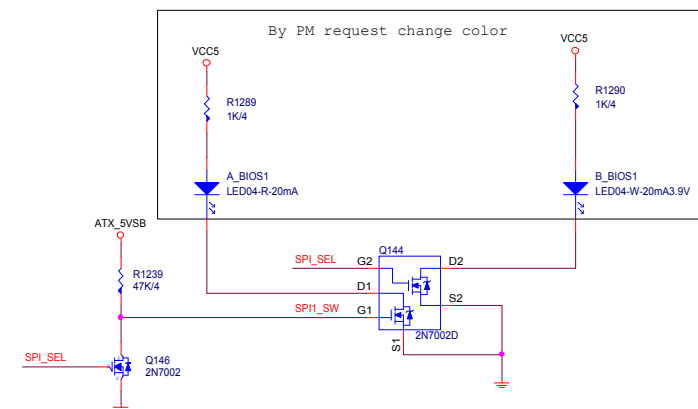 By PM request change color
VCC5
VCC5
R1289
1K/4
R1290
1K/4
A_BIOS1
LED04-R-20mA
B_BIOS1
LED04-W-20mA3.9V
ATX_5VSB
R1239
47K/4
Q144
SPI_SEL
G2
D2
D1
S2
SPI1_SW
G1
2N7002D
S1
SPI_SEL
Q146
2N7002